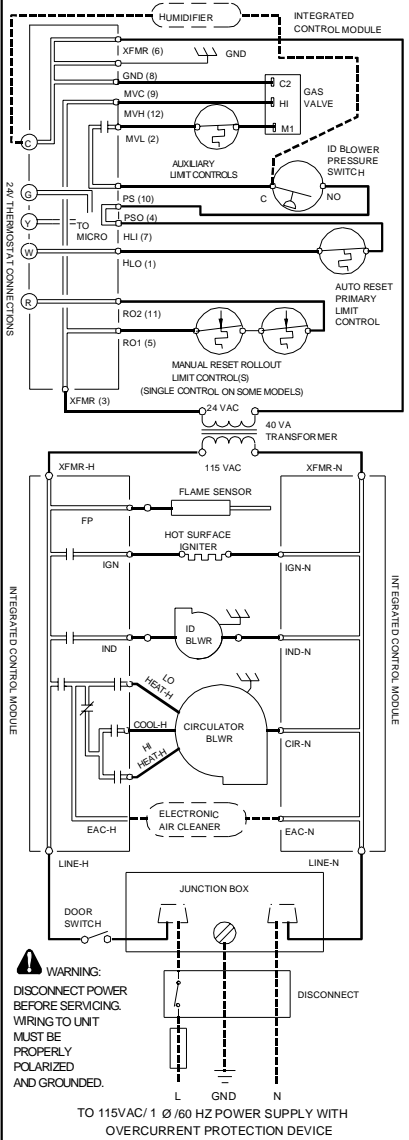 HUMIDIFIER
INTEGRATED
CONTROL MODULE
XFMR (6)
GND
GND (8)
MVC (9)
MVH (12)
MVL (2)
C2
HI
M1
GAS
VALVE
C
AUXILIARY
LIMIT CONTROLS
ID BLOWER
PRESSURE
SWITCH
C
NO
24V THERMOSTAT CONNECTIONS
G
Y
TO
MICRO
W
R
PS (10)
PSO (4)
HLI (7)
HLO (1)
AUTO RESET
PRIMARY
LIMIT
CONTROL
RO2 (11)
RO1 (5)
MANUAL RESET ROLLOUT
LIMIT CONTROL(S)
(SINGLE CONTROL ON SOME MODELS)
XFMR (3)
24 VAC
40 VA
TRANSFORMER
115 VAC
XFMR-H
XFMR-N
FLAME SENSOR
FP
HOT SURFACE
IGNITER
IGN
IGN-N
ID
BLWR
IND
IND-N
INTEGRATED CONTROL MODULE
INTEGRATED CONTROL MODULE
LO
HEAT-H
COOL-H
HI
HEAT-H
CIRCULATOR
BLWR
CIR-N
ELECTRONIC
AIR CLEANER
EAC-H
EAC-N
LINE-H
LINE-N
JUNCTION BOX
DOOR
SWITCH
WARNING:
DISCONNECT POWER
BEFORE SERVICING.
WIRING TO UNIT
MUST BE
PROPERLY
POLARIZED
AND GROUNDED.
DISCONNECT
L
GND
N
TO 115VAC/ 1 Ø /60 HZ POWER SUPPLY WITH
OVERCURRENT PROTECTION DEVICE